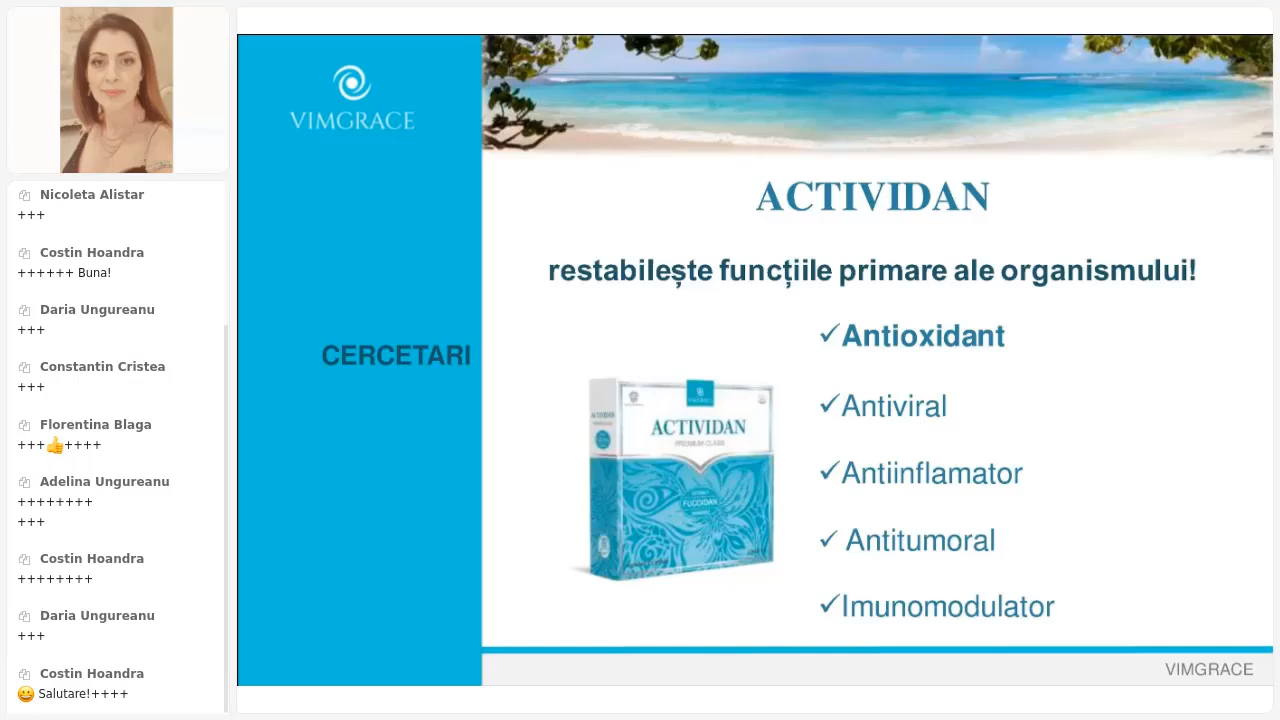 Nicoleta Alistar
+++
Costin Hoandra
++++++ Buna!
Daria Ungureanu
+++
Constantin Cristea
+++
Florentina Blaga
+++👍++++
Adelina Ungureanu
++++++++
+++
Costin Hoandra
++++++++
Daria Ungureanu
+++
Costin Hoandra
😀 Salutare!++++
VIMGRACE
CERCETARI
ACTIVIDAN
restabilește funcțiile primare ale organismului!
✓Antioxidant
✓Antiviral
✓Antiinflamator
✓ Antitumoral
✓Imunomodulator
VIMGRACE
ACTIVIDAN
PREMIUM CLASS
FUCOIDAN
ACTIVIDAN
VIMGRACE